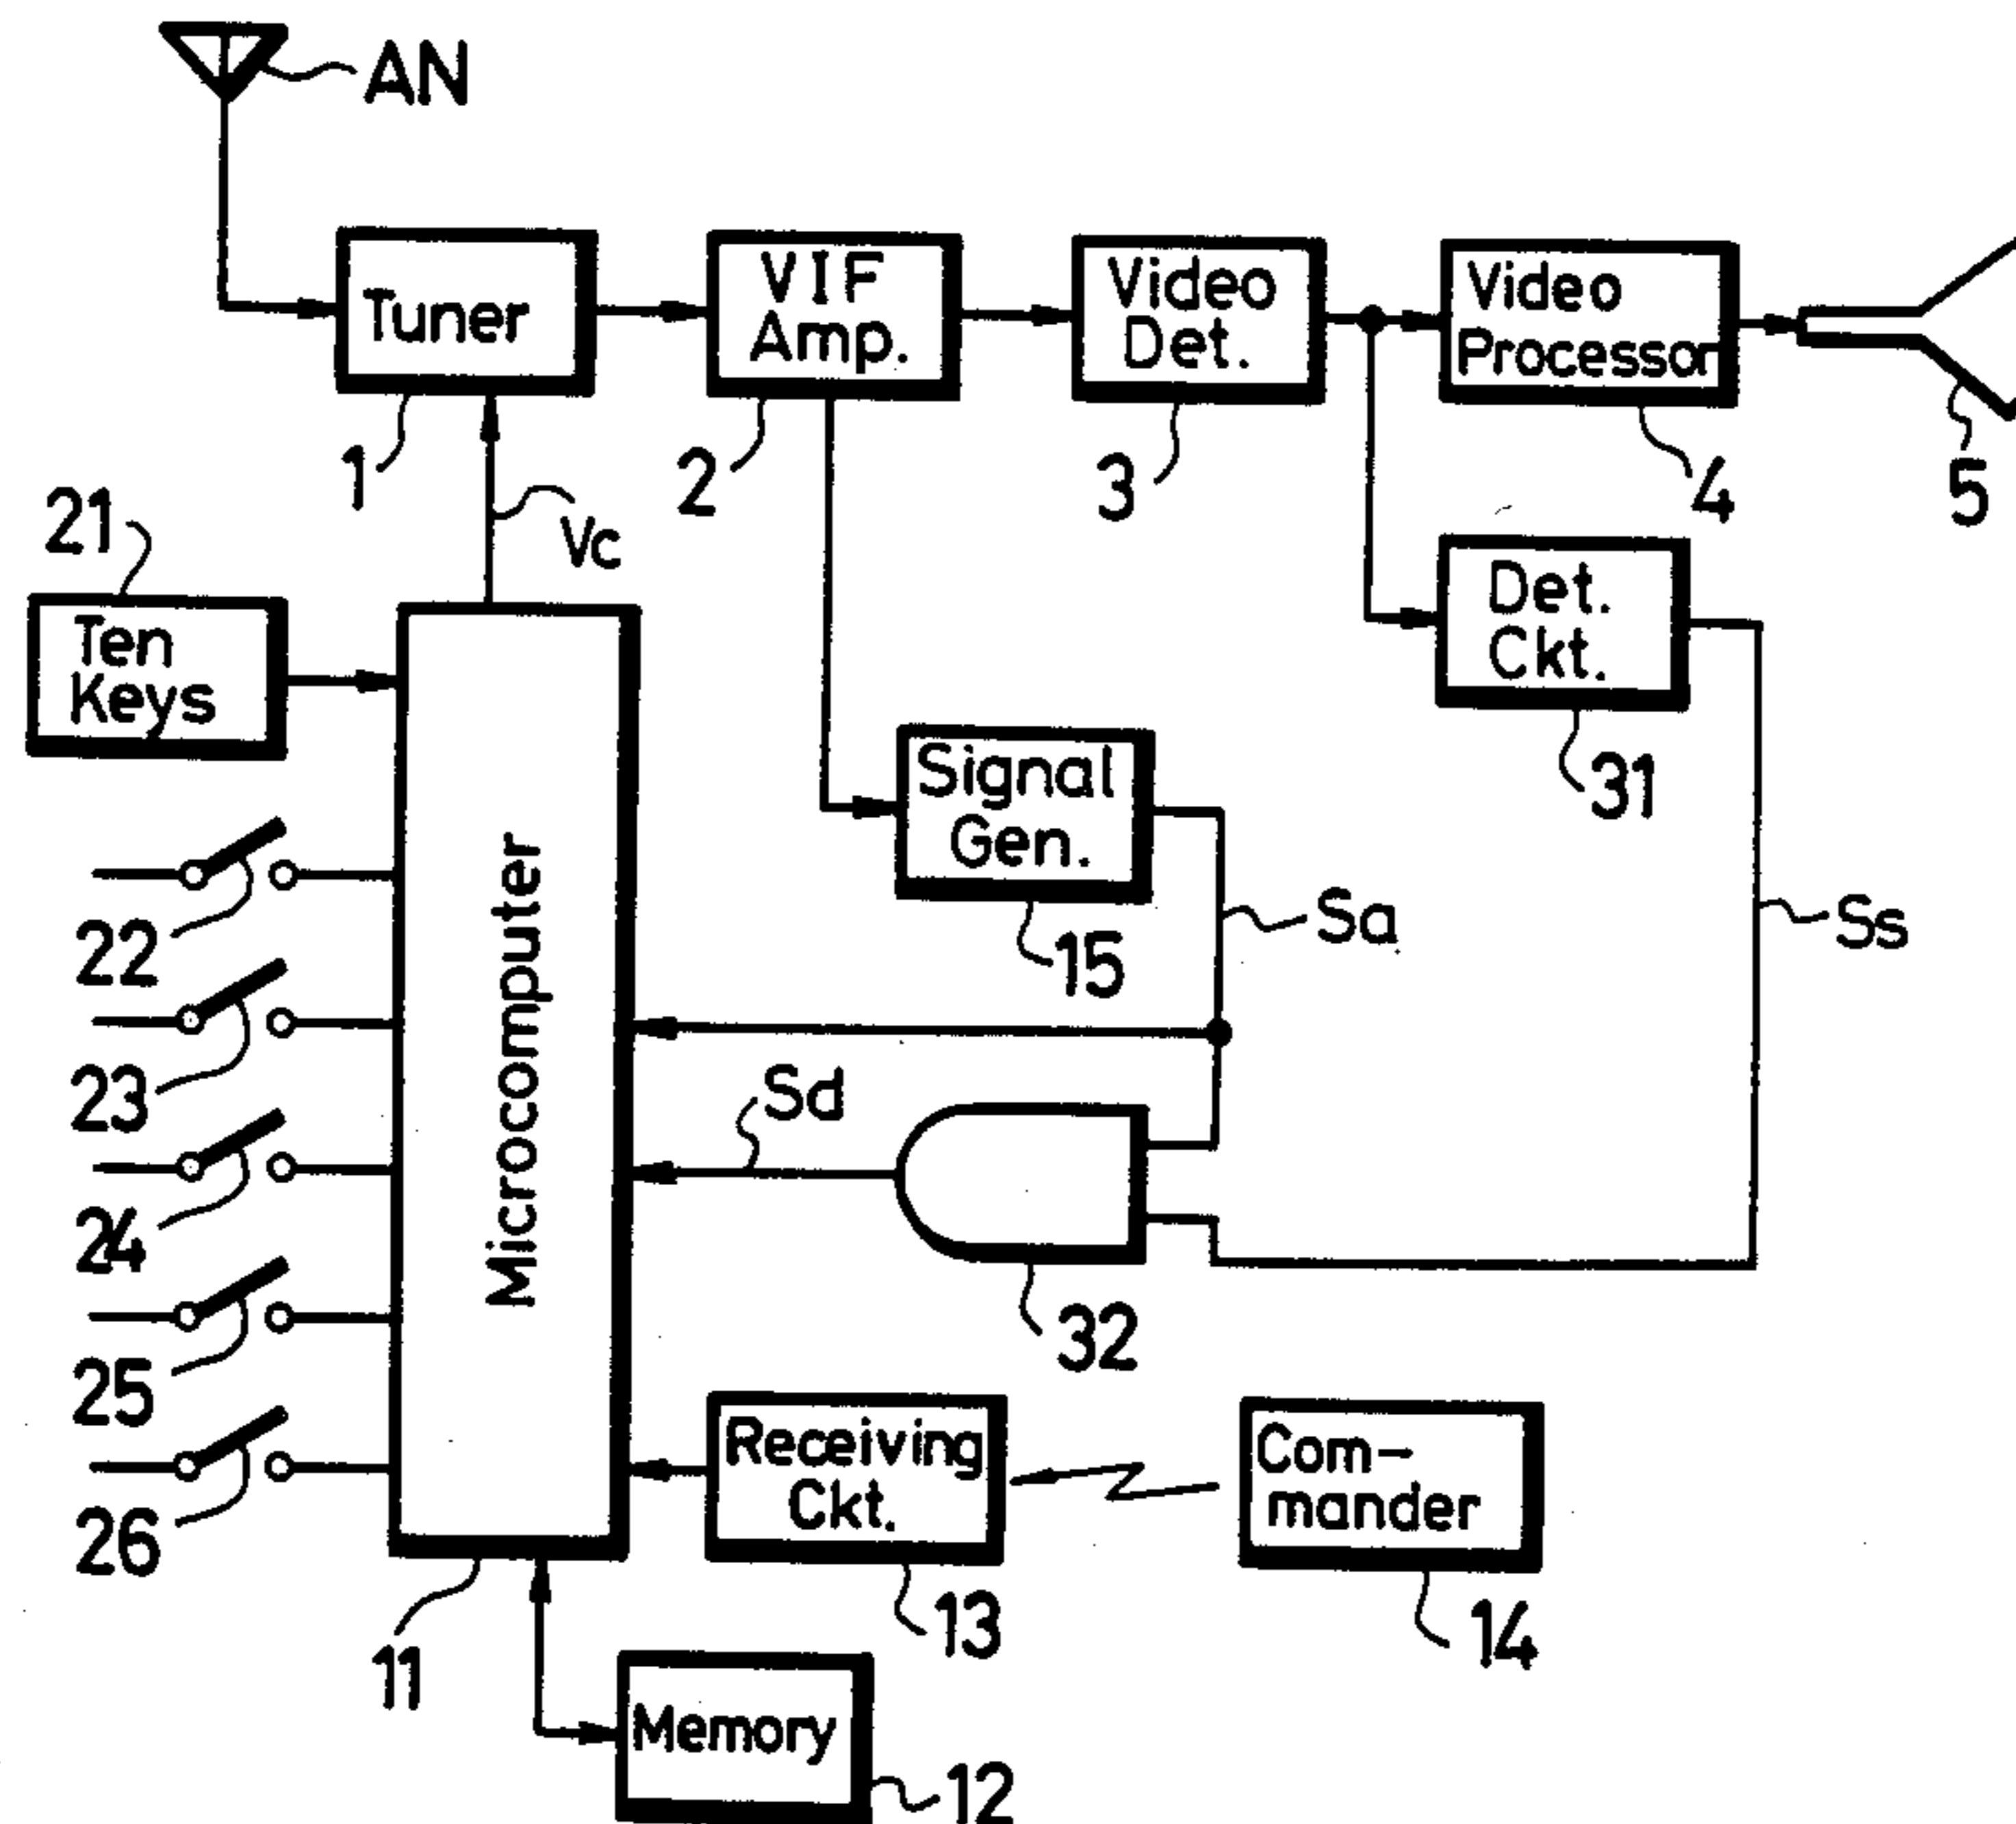 AN
Tuner
VIF
Amp.
Video
Det.
Video
Processor
1
2
3
4
5
Vc
21
Ten
Keys
Det.
Ckt.
31
Signal
Gen.
15
Sa
Ss
Microcomputer
22
23
24
25
26
Sd
32
Receiving
Ckt.
13
Com-
mander
14
11
Memory
12